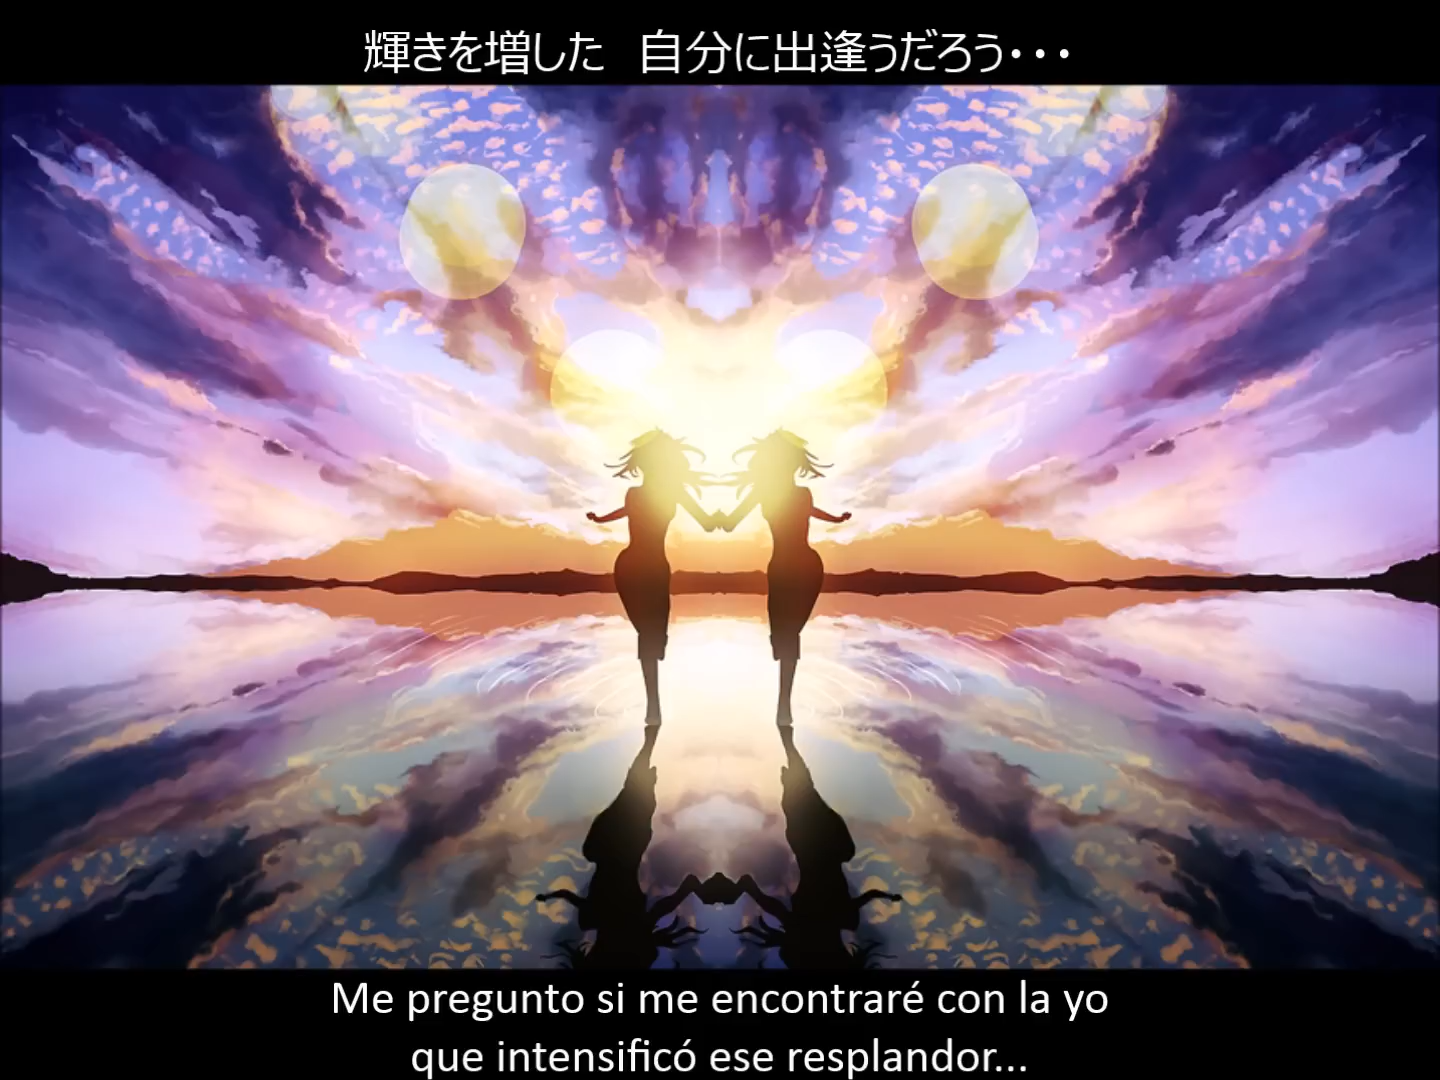 輝きを増した　自分に出逢うだろう・・・
Me pregunto si me encontraré con la yo
que intensificó ese resplandor...